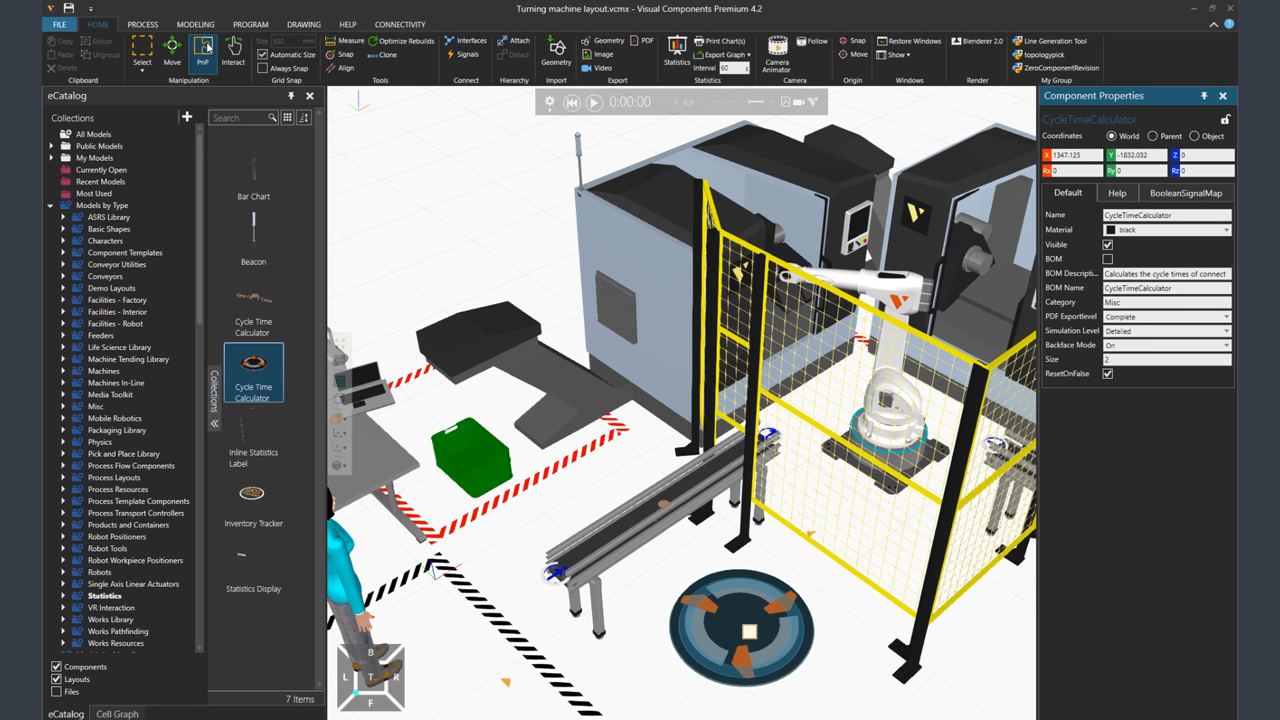 Turning machine layout.vcmx - Visual Components Premium 4.2
FILE HOME PROCESS MODELING PROGRAM DRAWING HELP CONNECTIVITY
Copy Group
Paste Ungroup
Delete
Clipboard
Select Move PnP Interact
Manipulation
Size 500 mm
Automatic Size
Always Snap
Grid Snap
Measure Optimize Rebuilds
Snap Clone
Align
Tools
Interfaces
Signals
Connect
Attach
Detach
Hierarchy
Geometry
Import
Geometry PDF
Image
Video
Export
Statistics
Print Chart(s)
Export Graph
Interval 60 s
Statistics
Camera
Animator
Follow
Camera
Snap
Move
Origin
Restore Windows
Show
Windows
Blenderer 2.0
Render
Line Generation Tool
topologypick
ZeroComponentRevision
My Group
eCatalog
Collections
All Models
Public Models
My Models
Currently Open
Recent Models
Most Used
Models by Type
ASRS Library
Basic Shapes
Characters
Component Templates
Conveyor Utilities
Conveyors
Demo Layouts
Facilities - Factory
Facilities - Interior
Facilities - Robot
Feeders
Life Science Library
Machine Tending Library
Machines
Machines In-Line
Media Toolkit
Misc
Mobile Robotics
Packaging Library
Physics
Pick and Place Library
Process Flow Components
Process Layouts
Process Resources
Process Template Components
Process Transport Controllers
Products and Containers
Robot Positioners
Robot Tools
Robot Workpiece Positioners
Robots
Single Axis Linear Actuators
Statistics
VR Interaction
Works Library
Works Pathfinding
Works Resources
Components
Layouts
Files
eCatalog Cell Graph
Search
Collections
Bar Chart
Beacon
Cycle Time
Calculator
Cycle Time
Calculator
Inline Statistics
Label
Inventory Tracker
Statistics Display
7 Items
0:00:00
9.9
B
L T R
F
Component Properties
CycleTimeCalculator
Coordinates World Parent Object
X 1347.125 Y -1832.032 Z 0
Rx 0 Ry 0 Rz 0
Default Help BooleanSignalMap
Name CycleTimeCalculator
Material black
Visible
BOM
BOM Descripti... Calculates the cycle times of connect
BOM Name CycleTimeCalculator
Category Misc
PDF Exportlevel Complete
Simulation Level Detailed
Backface Mode On
Size 2
ResetOnFalse